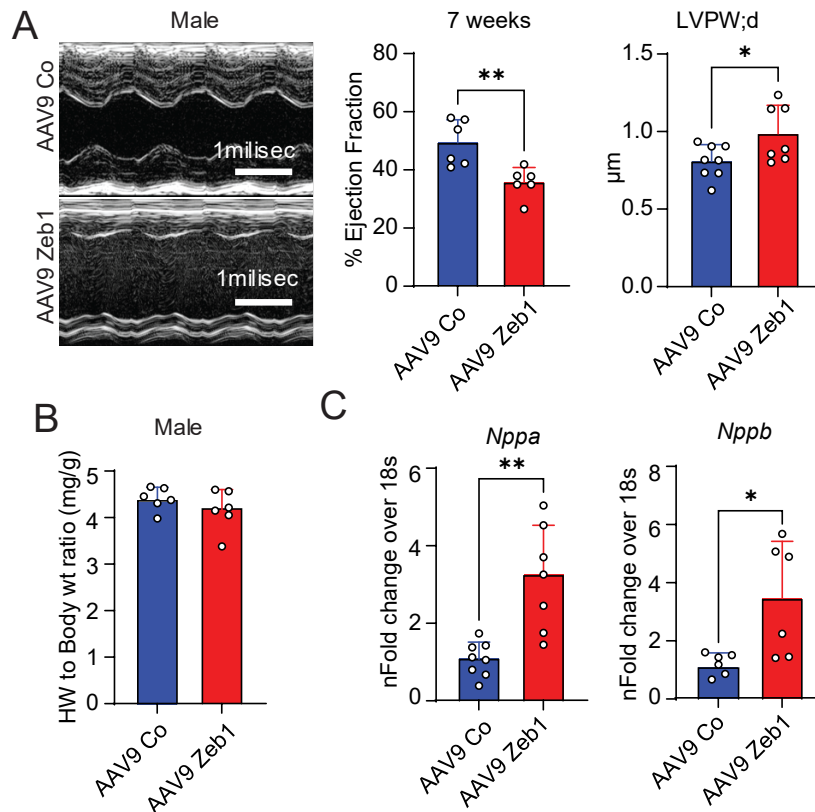 A
Male
AAV9 Co
1milisec
AAV9 Zeb1
1milisec
7 weeks
% Ejection Fraction
80
60
40
20
0
**
AAV9 Co
AAV9 Zeb1
LVPW;d
µm
1.5
1.0
0.5
0.0
*
AAV9 Co
AAV9 Zeb1
B
Male
HW to Body wt ratio (mg/g)
5
4
3
2
1
0
AAV9 Co
AAV9 Zeb1
C
Nppa
nFold change over 18s
6
4
2
0
**
AAV9 Co
AAV9 Zeb1
Nppb
nFold change over 18s
8
6
4
2
0
*
AAV9 Co
AAV9 Zeb1